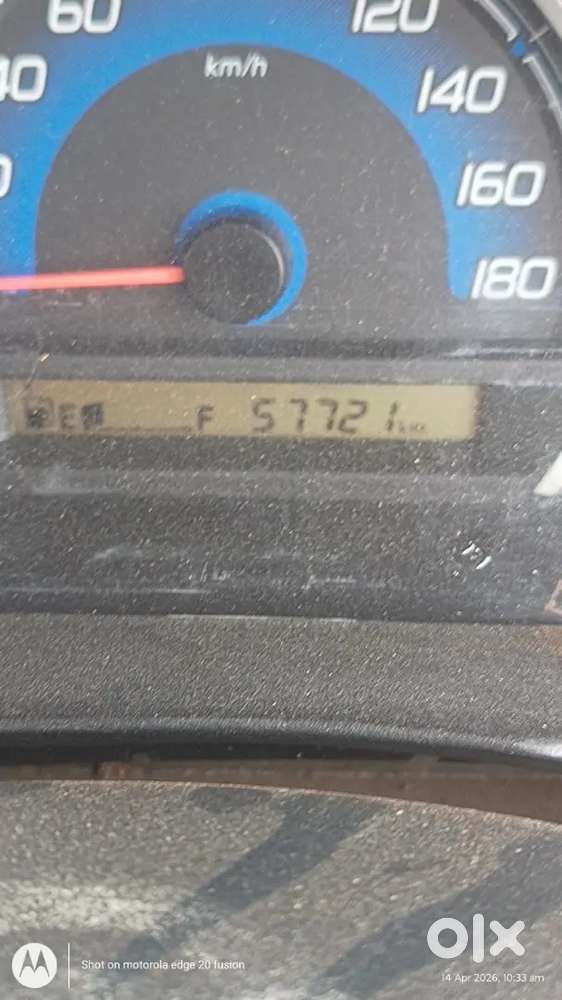 60
120
40
km/h
140
160
180
E F 57721 km
olx
Shot on motorola edge 20 fusion
14 Apr 2026, 10:33 am